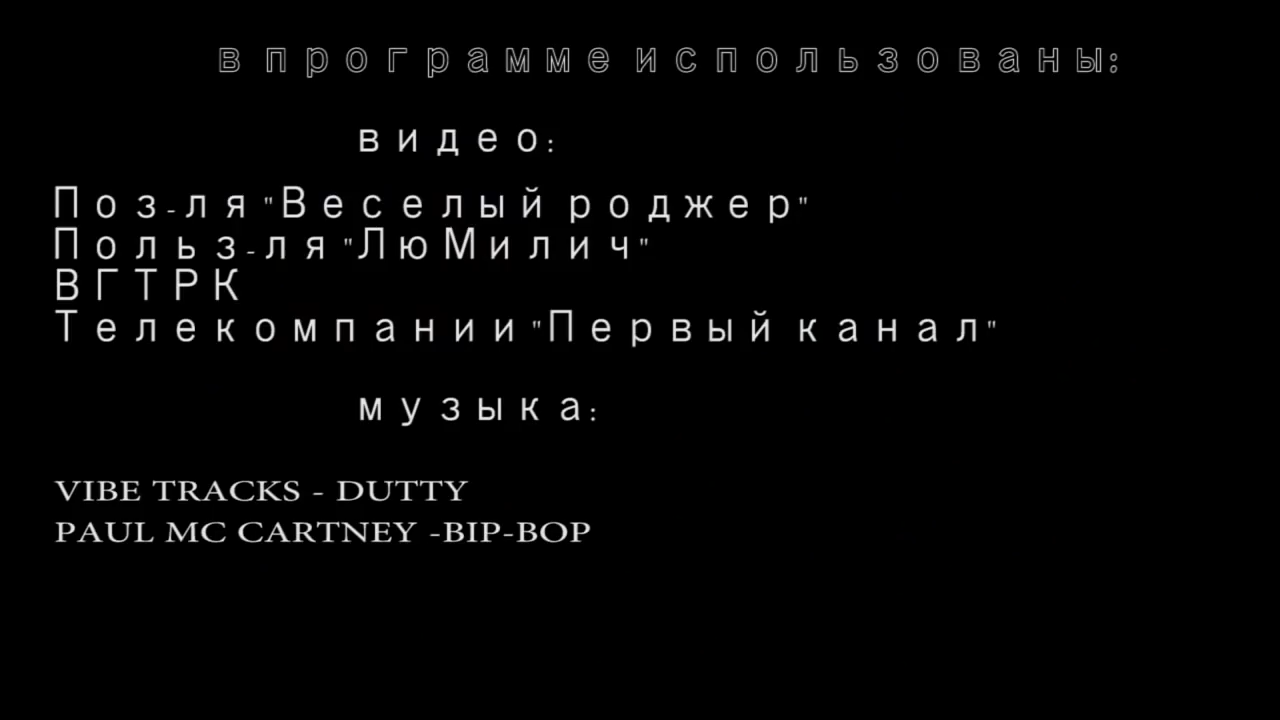 в программе использованы:
видео:
Поз-ля "Веселый роджер"
Польз-ля "ЛюМилич"
ВГТРК
Телекомпании "Первый канал"
музыка:
VIBE TRACKS - DUTTY
PAUL MC CARTNEY -BIP-BOP